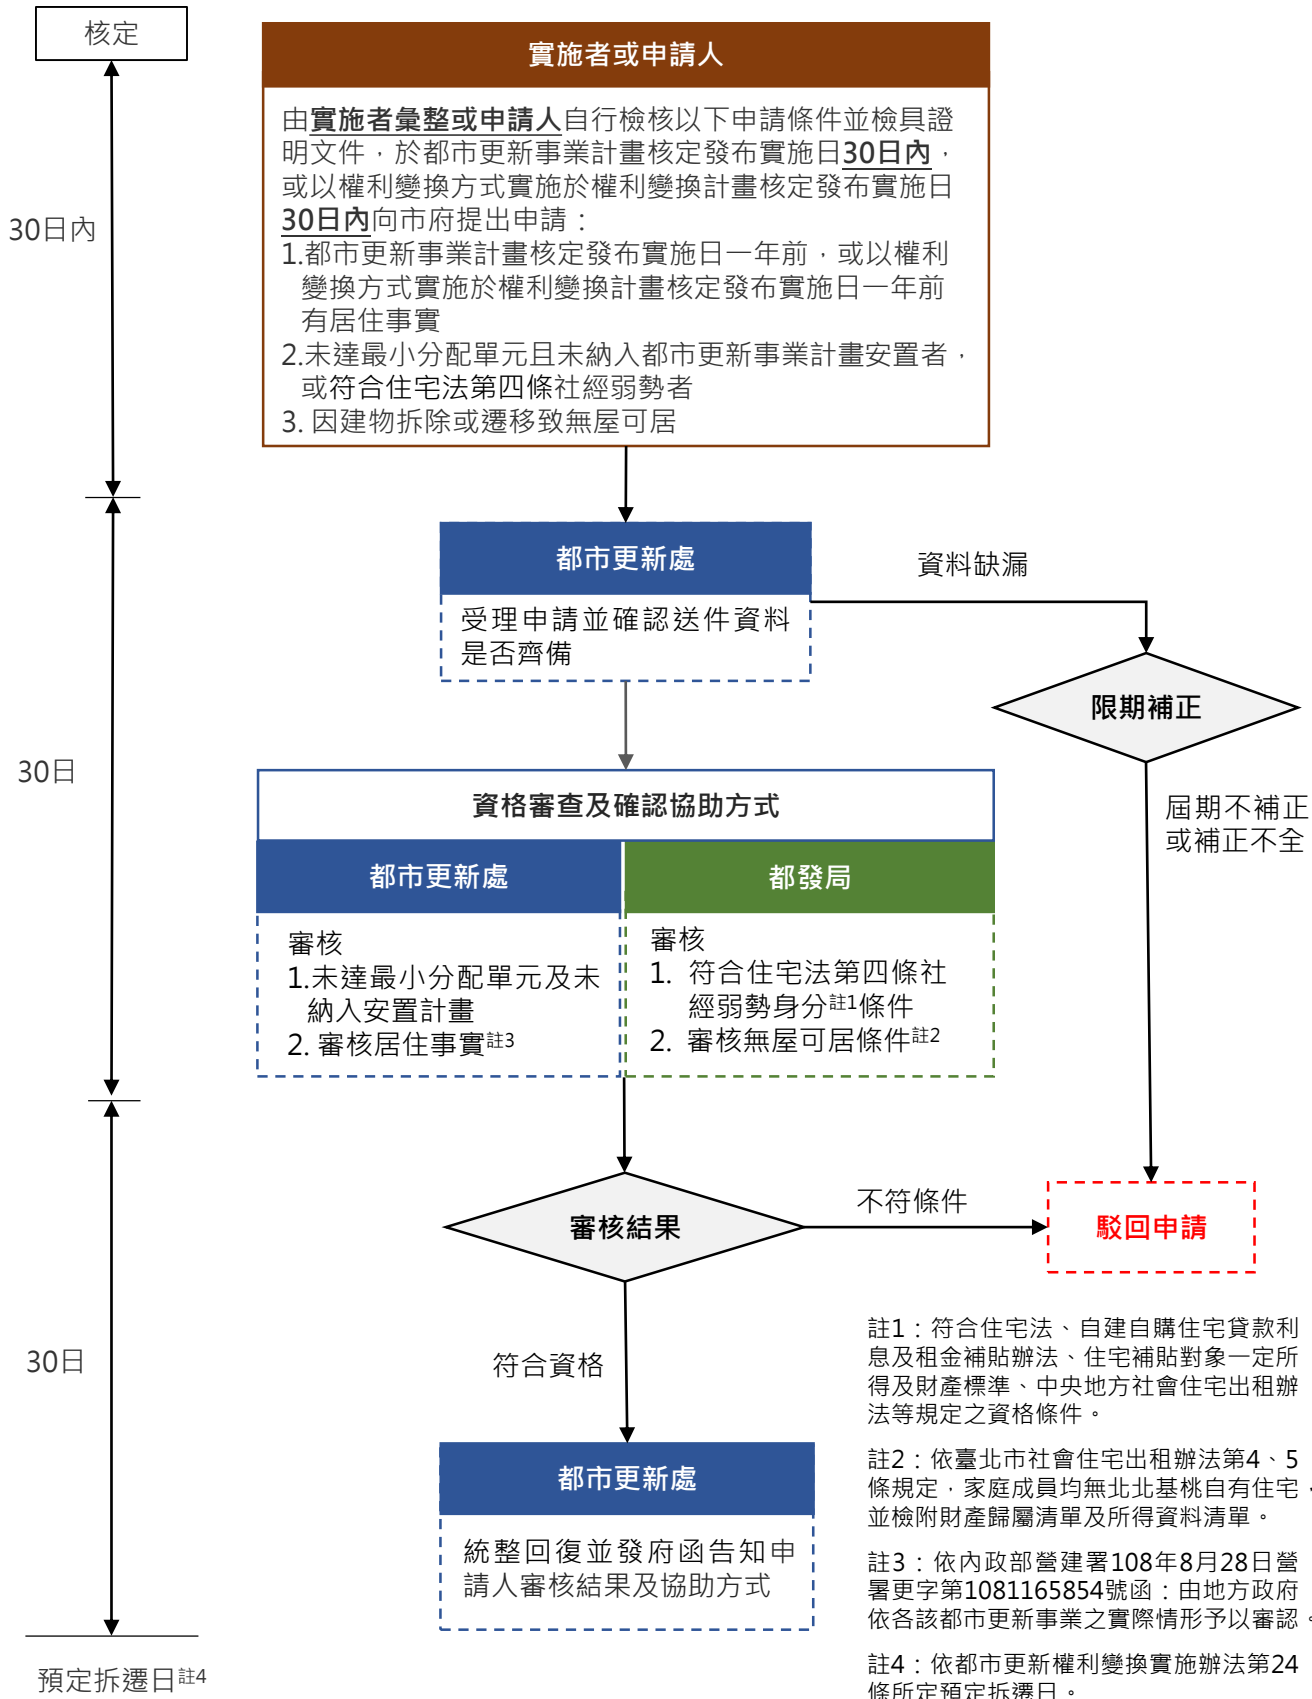 核定
實施者或申請人
由實施者彙整或申請人自行檢核以下申請條件並檢具證
明文件，於都市更新事業計畫核定發布實施日30日內，
或以權利變換方式實施於權利變換計畫核定發布實施日
30日內向市府提出申請：
1.都市更新事業計畫核定發布實施日一年前，或以權利
變換方式實施於權利變換計畫核定發布實施日一年前
有居住事實
2.未達最小分配單元且未納入都市更新事業計畫安置者，
或符合住宅法第四條社經弱勢者
3. 因建物拆除或遷移致無屋可居
30日內
都市更新處
受理申請並確認送件資料
是否齊備
資料缺漏
限期補正
30日
資格審查及確認協助方式
都市更新處
審核
1.未達最小分配單元及未
納入安置計畫
2. 審核居住事實註3
都發局
審核
1. 符合住宅法第四條社
經弱勢身分註1條件
2. 審核無屋可居條件註2
屆期不補正
或補正不全
審核結果
不符條件
駁回申請
30日
符合資格
都市更新處
統整回復並發府函告知申
請人審核結果及協助方式
註1：符合住宅法、自建自購住宅貸款利
息及租金補貼辦法、住宅補貼對象一定所
得及財產標準、中央地方社會住宅出租辦
法等規定之資格條件。
註2：依臺北市社會住宅出租辦法第4、5
條規定，家庭成員均無北北基桃自有住宅，
並檢附財產歸屬清單及所得資料清單。
註3：依內政部營建署108年8月28日營
署更字第1081165854號函：由地方政府
依各該都市更新事業之實際情形予以審認。
註4：依都市更新權利變換實施辦法第24
條所定預定拆遷日。
預定拆遷日註4